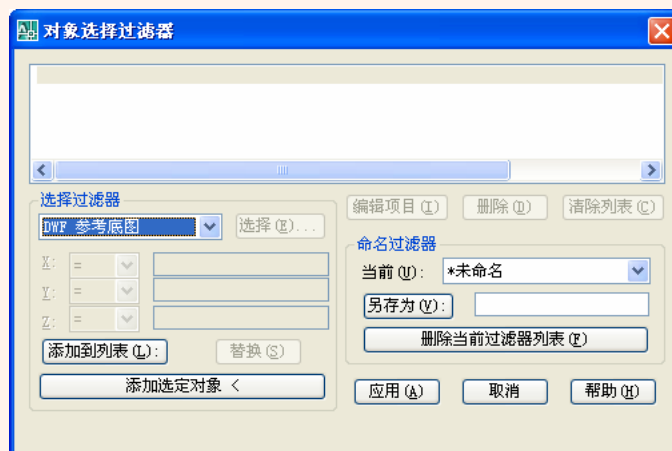 对象选择过滤器
选择过滤器
DWF 参考底图
选择(E)...
X: =
Y: =
Z: =
添加到列表(L):
替换(S)
添加选定对象 <
编辑项目(I)
删除(D)
清除列表(C)
命名过滤器
当前(U): *未命名
另存为(V):
删除当前过滤器列表(F)
应用(A)
取消
帮助(H)